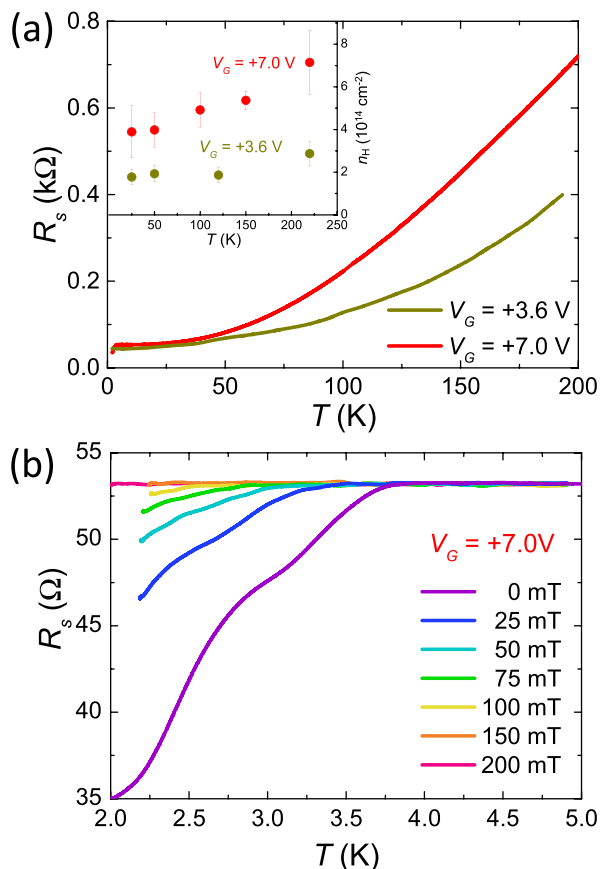 (a)
R_s (kΩ)
0.8
0.6
0.4
0.2
0.0
0
50
100
150
200
T (K)
V_G = +7.0 V
V_G = +3.6 V
n_H (10^14 cm^-2)
8
6
4
2
0
50
100
150
200
250
T (K)
V_G = +3.6 V
V_G = +7.0 V
(b)
R_s (Ω)
55
50
45
40
35
2.0
2.5
3.0
3.5
4.0
4.5
5.0
T (K)
V_G = +7.0V
0 mT
25 mT
50 mT
75 mT
100 mT
150 mT
200 mT